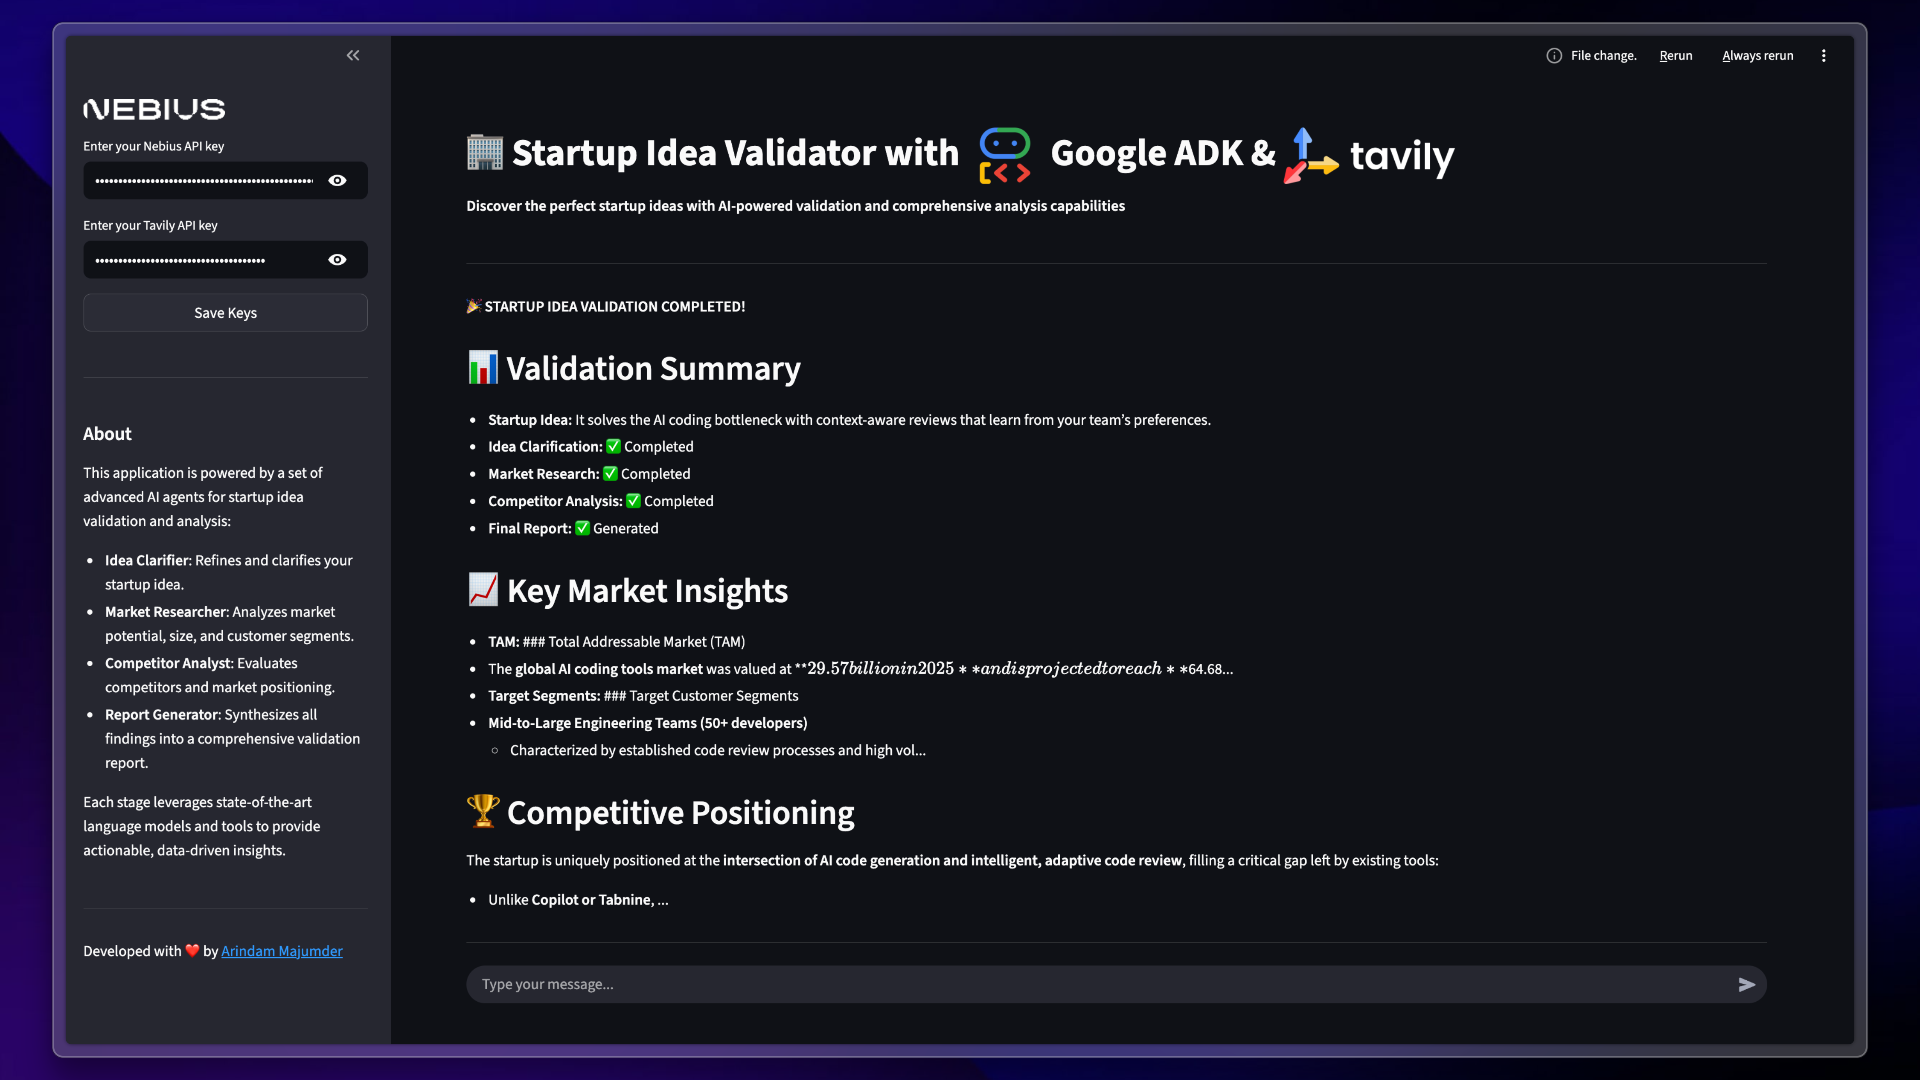 File change. Rerun Always rerun
NEBIUS
Enter your Nebius API key
Enter your Tavily API key
Save Keys
About
This application is powered by a set of
advanced AI agents for startup idea
validation and analysis:
Idea Clarifier: Refines and clarifies your
startup idea.
Market Researcher: Analyzes market
potential, size, and customer segments.
Competitor Analyst: Evaluates
competitors and market positioning.
Report Generator: Synthesizes all
findings into a comprehensive validation
report.
Each stage leverages state-of-the-art
language models and tools to provide
actionable, data-driven insights.
Developed with ❤️ by Arindam Majumder
🏢 Startup Idea Validator with Google ADK & tavily
Discover the perfect startup ideas with AI-powered validation and comprehensive analysis capabilities
🎉 STARTUP IDEA VALIDATION COMPLETED!
📊 Validation Summary
Startup Idea: It solves the AI coding bottleneck with context-aware reviews that learn from your team’s preferences.
Idea Clarification: ✅ Completed
Market Research: ✅ Completed
Competitor Analysis: ✅ Completed
Final Report: ✅ Generated
📈 Key Market Insights
TAM: ### Total Addressable Market (TAM)
The global AI coding tools market was valued at **29.57billionin2025**andisprojectedtoreach**64.68...
Target Segments: ### Target Customer Segments
Mid-to-Large Engineering Teams (50+ developers)
Characterized by established code review processes and high vol...
🏆 Competitive Positioning
The startup is uniquely positioned at the intersection of AI code generation and intelligent, adaptive code review, filling a critical gap left by existing tools:
Unlike Copilot or Tabnine, ...
Type your message...